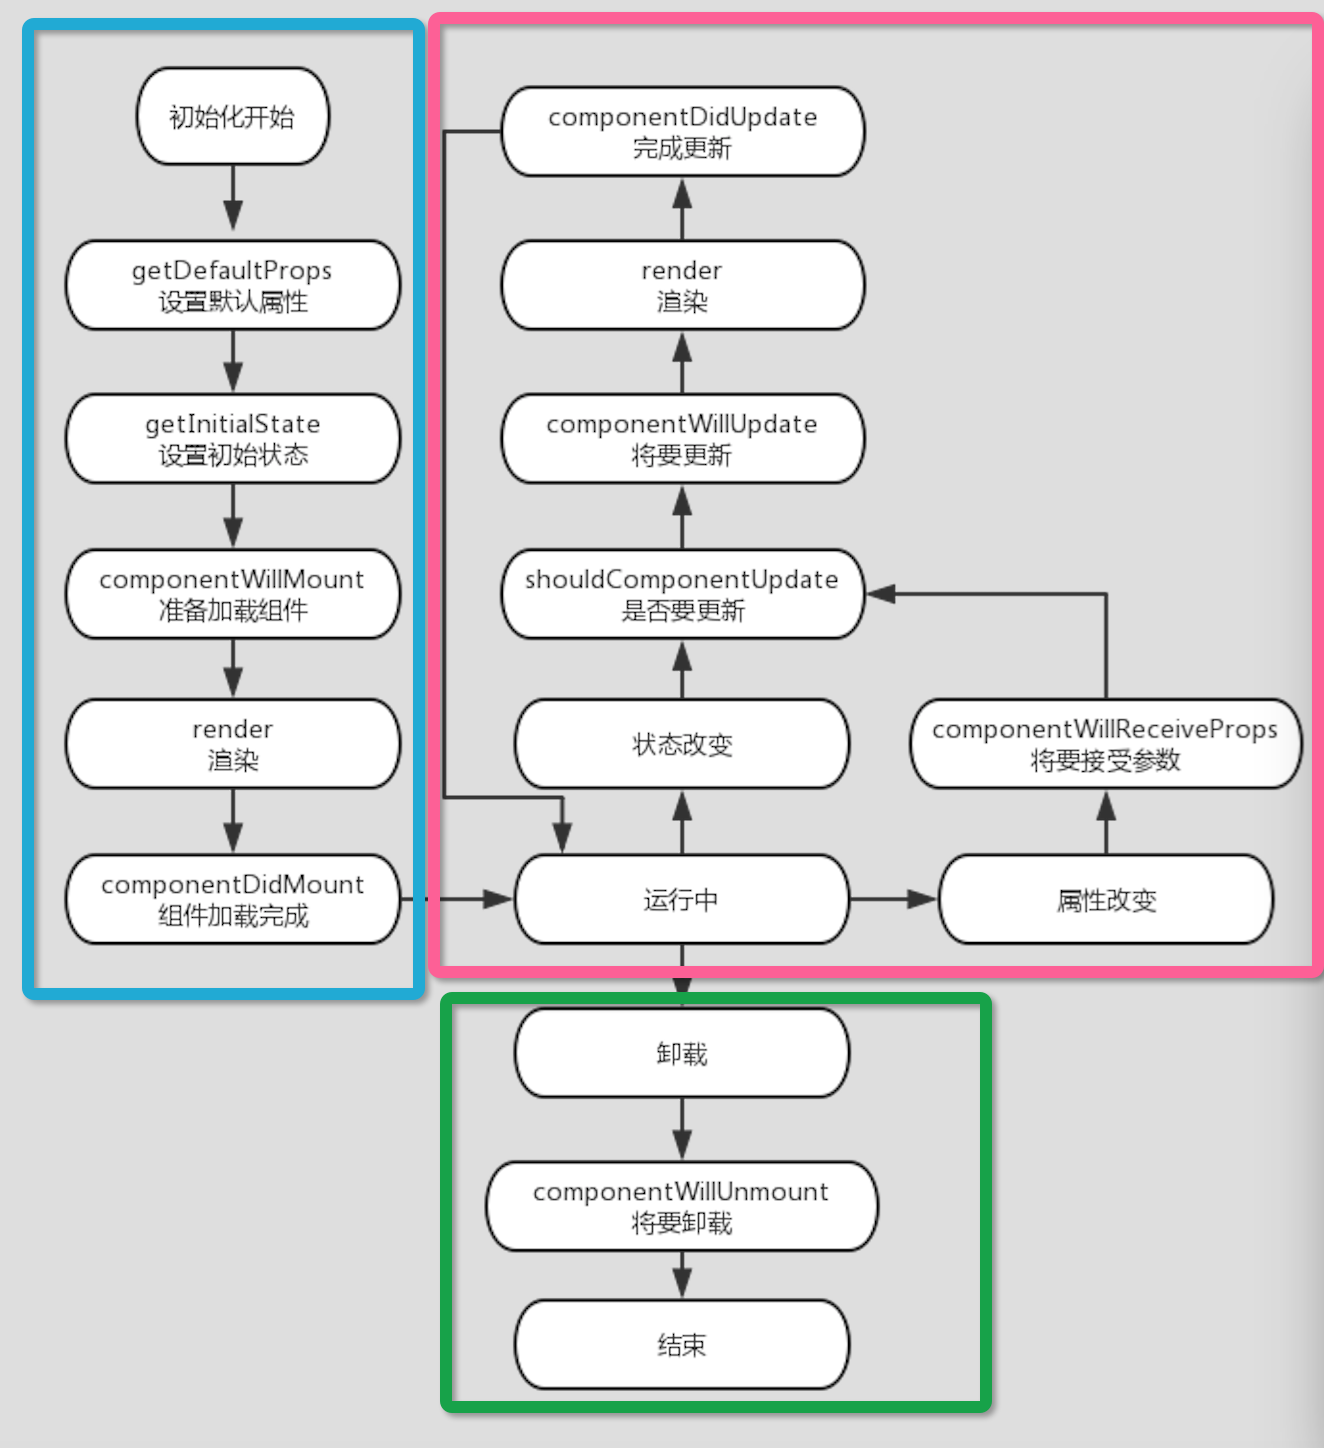 初始化开始
getDefaultProps
设置默认属性
getInitialState
设置初始状态
componentWillMount
准备加载组件
render
渲染
componentDidMount
组件加载完成
componentDidUpdate
完成更新
render
渲染
componentWillUpdate
将要更新
shouldComponentUpdate
是否要更新
状态改变
componentWillReceiveProps
将要接受参数
运行中
属性改变
卸载
componentWillUnmount
将要卸载
结束